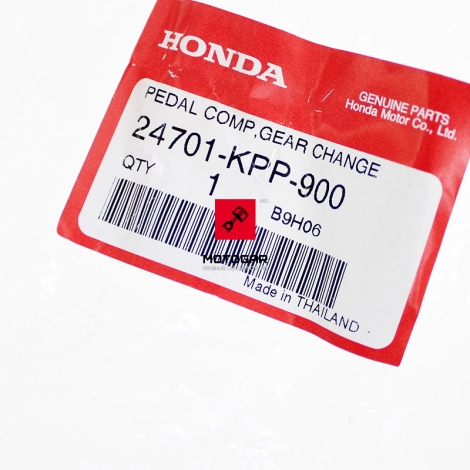 HONDA
GENUINE PARTS
Honda Motor Co., Ltd.
PEDAL COMP,GEAR CHANGE
24701-KPP-900
QTY
1
B9H06
MOTOGAR
Made in THAILAND